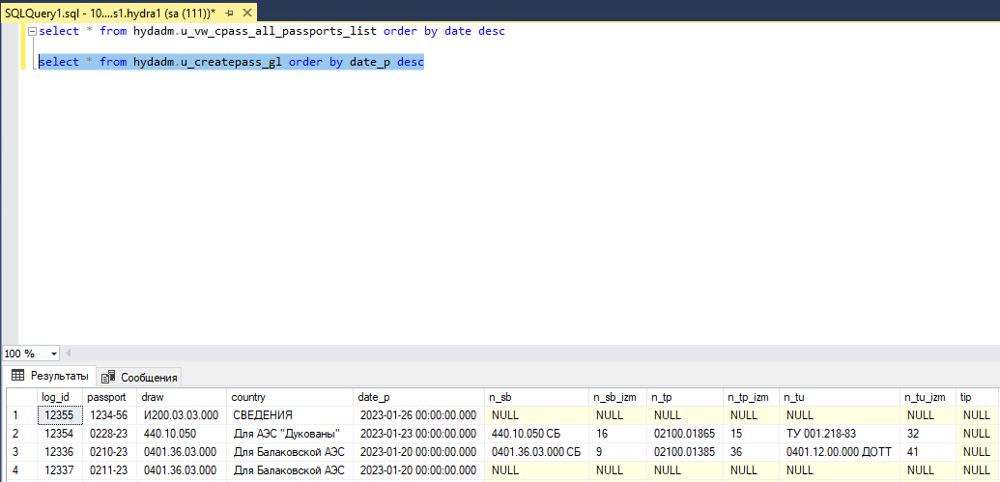 SQLQuery1.sql - 10....s1.hydra1 (sa (111))*
select * from hydadm.u_vw_cpass_all_passports_list order by date desc
select * from hydadm.u_createpass_gl order by date_p desc
100 %
Результаты Сообщения
log_id passport draw country date_p n_sb n_sb_izm n_tp n_tp_izm n_tu n_tu_izm tip
1 12355 1234-56 И200.03.03.000 СВЕДЕНИЯ 2023-01-26 00:00:00.000 NULL NULL NULL NULL NULL NULL NULL
2 12354 0228-23 440.10.050 Для АЭС "Дукованы" 2023-01-23 00:00:00.000 440.10.050 СБ 16 02100.01865 15 ТУ 001.218-83 32 NULL
3 12336 0210-23 0401.36.03.000 Для Балаковской АЭС 2023-01-20 00:00:00.000 0401.36.03.000 СБ 9 02100.01385 36 0401.12.00.000 ДОТТ 41 NULL
4 12337 0211-23 0401.36.03.000 Для Балаковской АЭС 2023-01-20 00:00:00.000 NULL NULL NULL NULL NULL NULL NULL